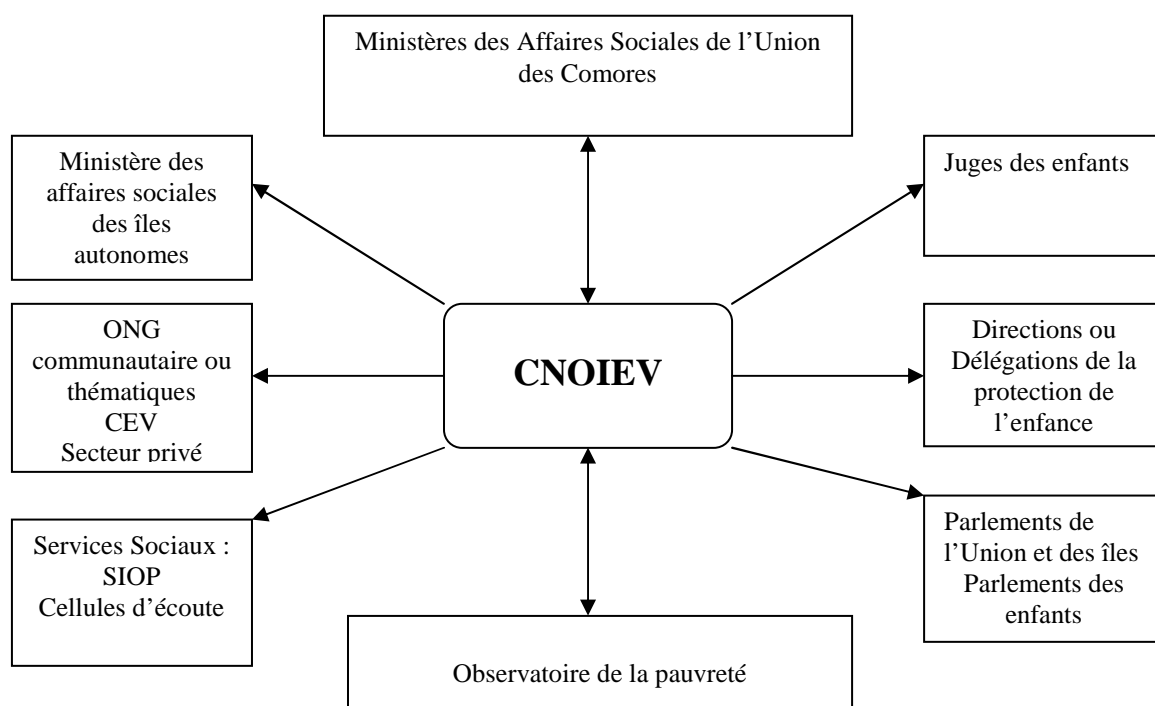 Ministères des Affaires Sociales de l’Union
des Comores
Ministère des
affaires sociales
des îles
autonomes
Juges des enfants
ONG
communautaire ou
thématiques
CEV
Secteur privé
CNOIEV
Directions ou
Délégations de la
protection de
l’enfance
Services Sociaux :
SIOP
Cellules d’écoute
Parlements de
l’Union et des îles
Parlements des
enfants
Observatoire de la pauvreté